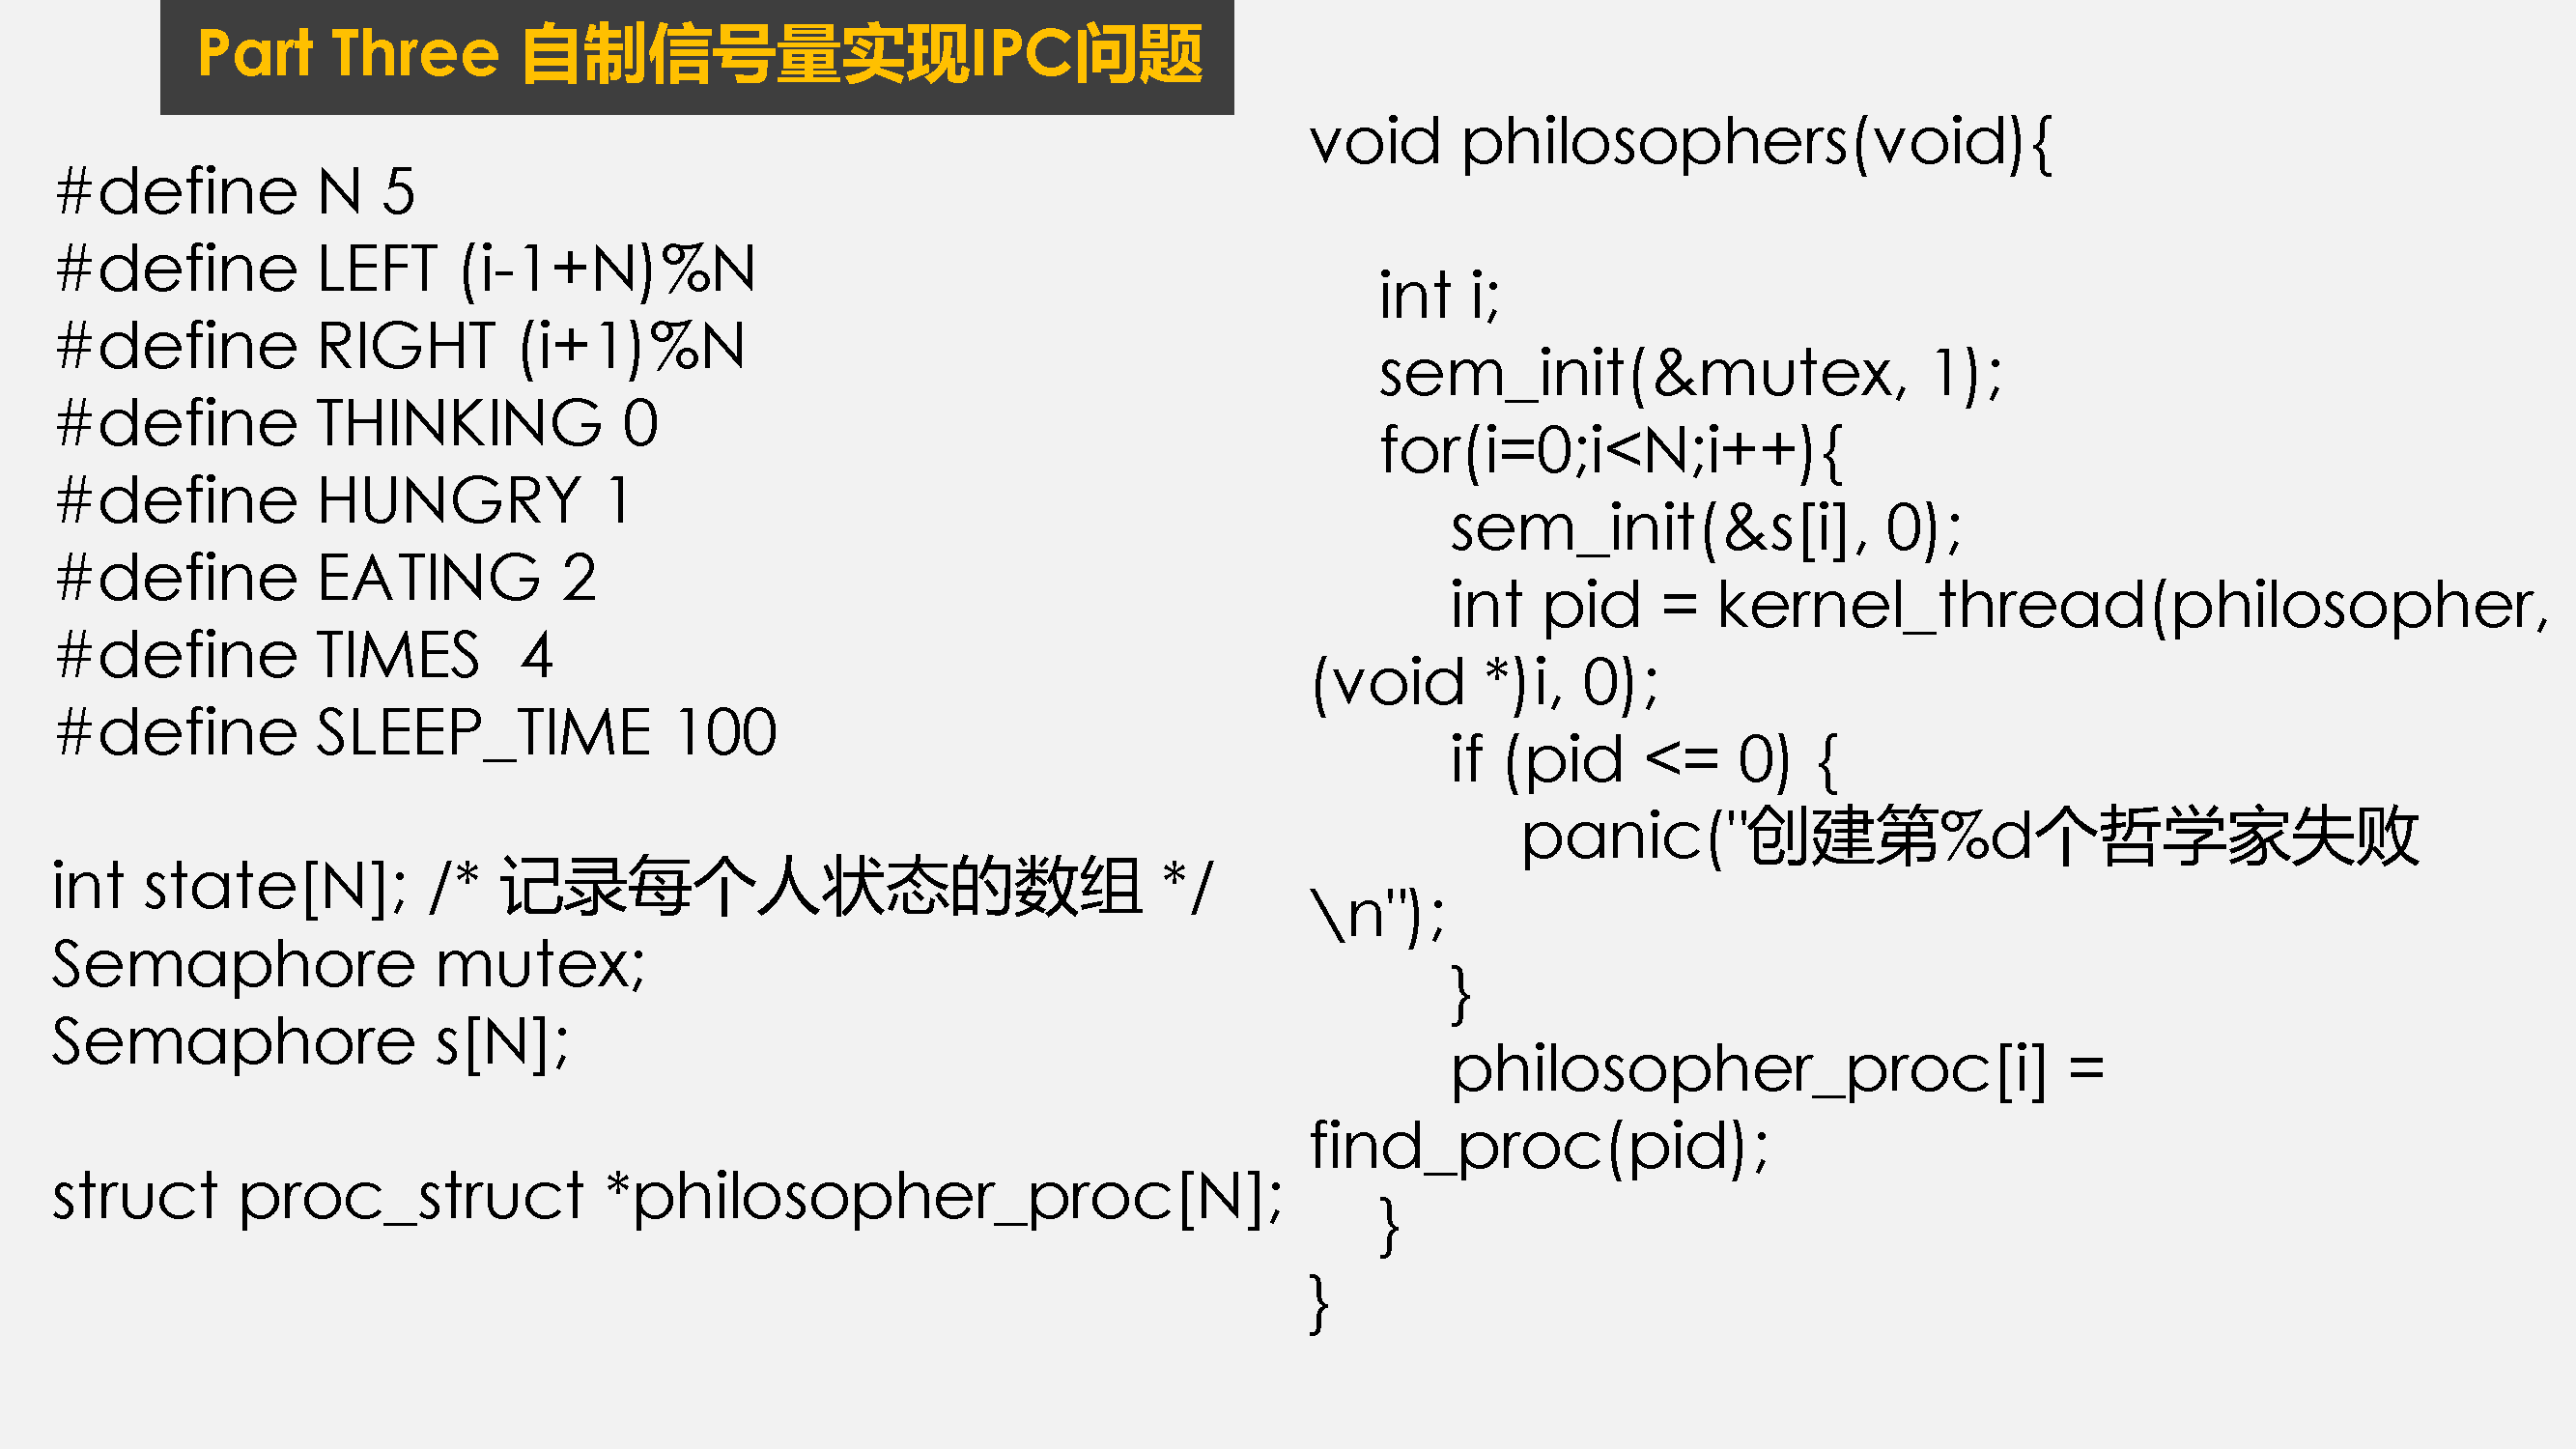 Part Three 自制信号量实现IPC问题
#define N 5
#define LEFT (i-1+N)%N
#define RIGHT (i+1)%N
#define THINKING 0
#define HUNGRY 1
#define EATING 2
#define TIMES 4
#define SLEEP_TIME 100
int state[N]; /* 记录每个人状态的数组 */
Semaphore mutex;
Semaphore s[N];
struct proc_struct *philosopher_proc[N];
void philosophers(void){
int i;
sem_init(&mutex, 1);
for(i=0;i<N;i++){
sem_init(&s[i], 0);
int pid = kernel_thread(philosopher,
(void *)i, 0);
if (pid <= 0) {
panic("创建第%d个哲学家失败
\n");
}
philosopher_proc[i] =
find_proc(pid);
}
}